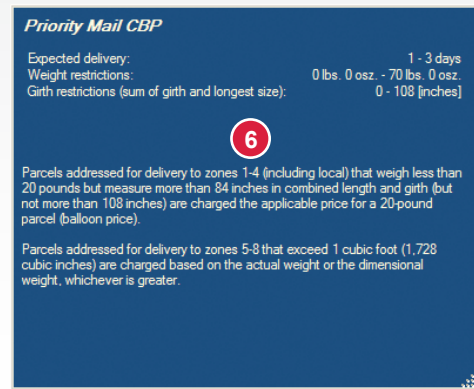 Priority Mail CBP
Expected delivery: 1 - 3 days
Weight restrictions: 0 lbs. 0 osz. - 70 lbs. 0 osz.
Girth restrictions (sum of girth and longest size): 0 - 108 [inches]
6
Parcels addressed for delivery to zones 1-4 (including local) that weigh less than
20 pounds but measure more than 84 inches in combined length and girth (but
not more than 108 inches) are charged the applicable price for a 20-pound
parcel (balloon price).
Parcels addressed for delivery to zones 5-8 that exceed 1 cubic foot (1,728
cubic inches) are charged based on the actual weight or the dimensional
weight, whichever is greater.